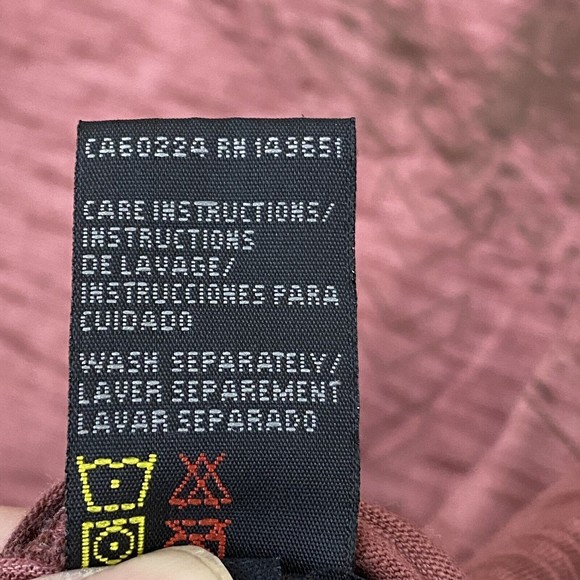 CA60224 RN 149651
CARE INSTRUCTIONS/
INSTRUCTIONS
DE LAVAGE/
INSTRUCCIONES PARA
CUIDADO
WASH SEPARATELY/
LAVER SEPAREMENT
LAVAR SEPARADO